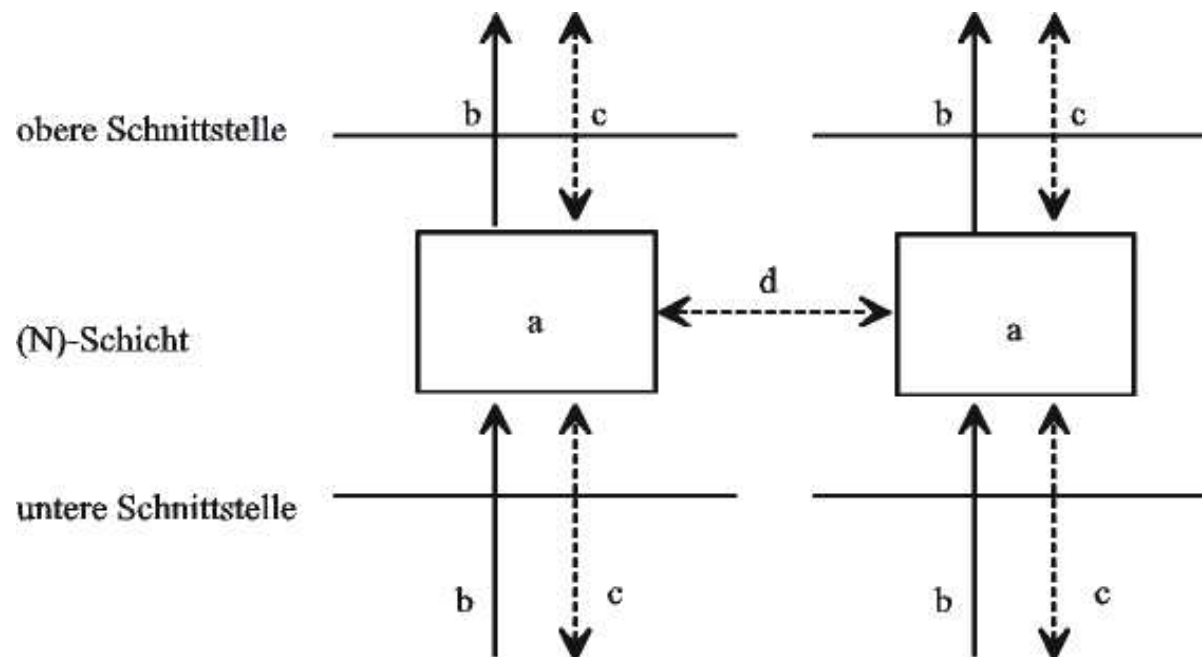 b c b c
obere Schnittstelle
d
a a
(N)-Schicht
untere Schnittstelle
b c b c